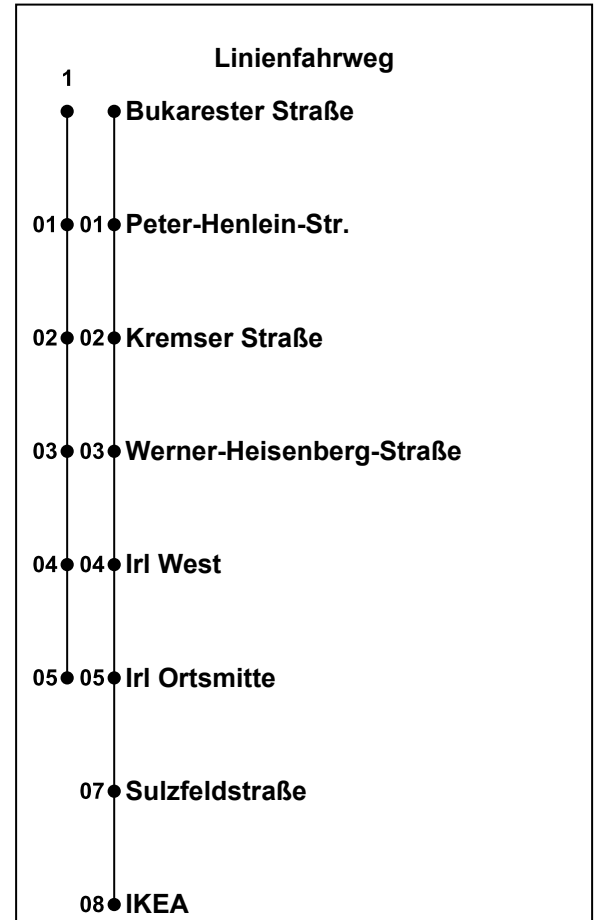 Linienfahrweg
1
Bukarester Straße
01 01 Peter-Henlein-Str.
02 02 Kremser Straße
03 03 Werner-Heisenberg-Straße
04 04 Irl West
05 05 Irl Ortsmitte
07 Sulzfeldstraße
08 IKEA